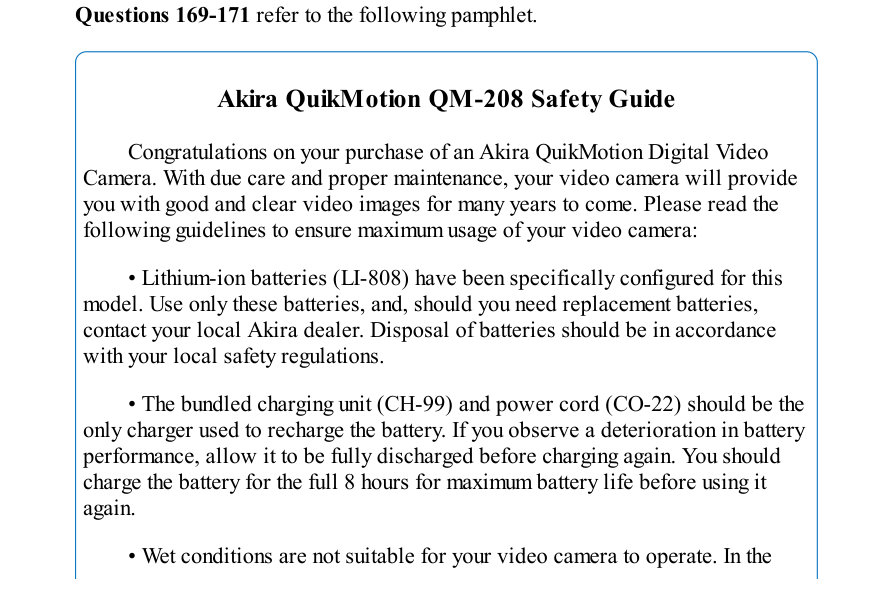 Questions 169-171 refer to the following pamphlet.
Akira QuikMotion QM-208 Safety Guide
Congratulations on your purchase of an Akira QuikMotion Digital Video
Camera. With due care and proper maintenance, your video camera will provide
you with good and clear video images for many years to come. Please read the
following guidelines to ensure maximum usage of your video camera:
• Lithium-ion batteries (LI-808) have been specifically configured for this
model. Use only these batteries, and, should you need replacement batteries,
contact your local Akira dealer. Disposal of batteries should be in accordance
with your local safety regulations.
• The bundled charging unit (CH-99) and power cord (CO-22) should be the
only charger used to recharge the battery. If you observe a deterioration in battery
performance, allow it to be fully discharged before charging again. You should
charge the battery for the full 8 hours for maximum battery life before using it
again.
• Wet conditions are not suitable for your video camera to operate. In the